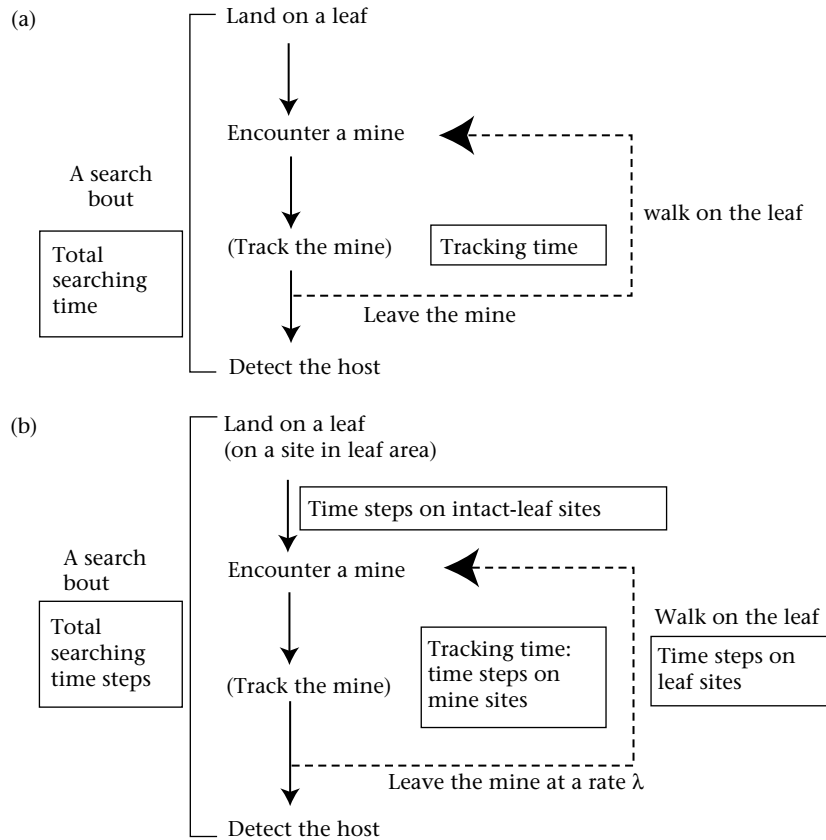 (a)
Land on a leaf
Encounter a mine
A search
bout
walk on the leaf
Total
searching
time
(Track the mine)
Tracking time
Leave the mine
Detect the host
(b)
Land on a leaf
(on a site in leaf area)
Time steps on intact-leaf sites
A search
bout
Encounter a mine
Total
searching
time steps
Walk on the leaf
Time steps on
leaf sites
Tracking time:
time steps on
mine sites
(Track the mine)
Leave the mine at a rate λ
Detect the host